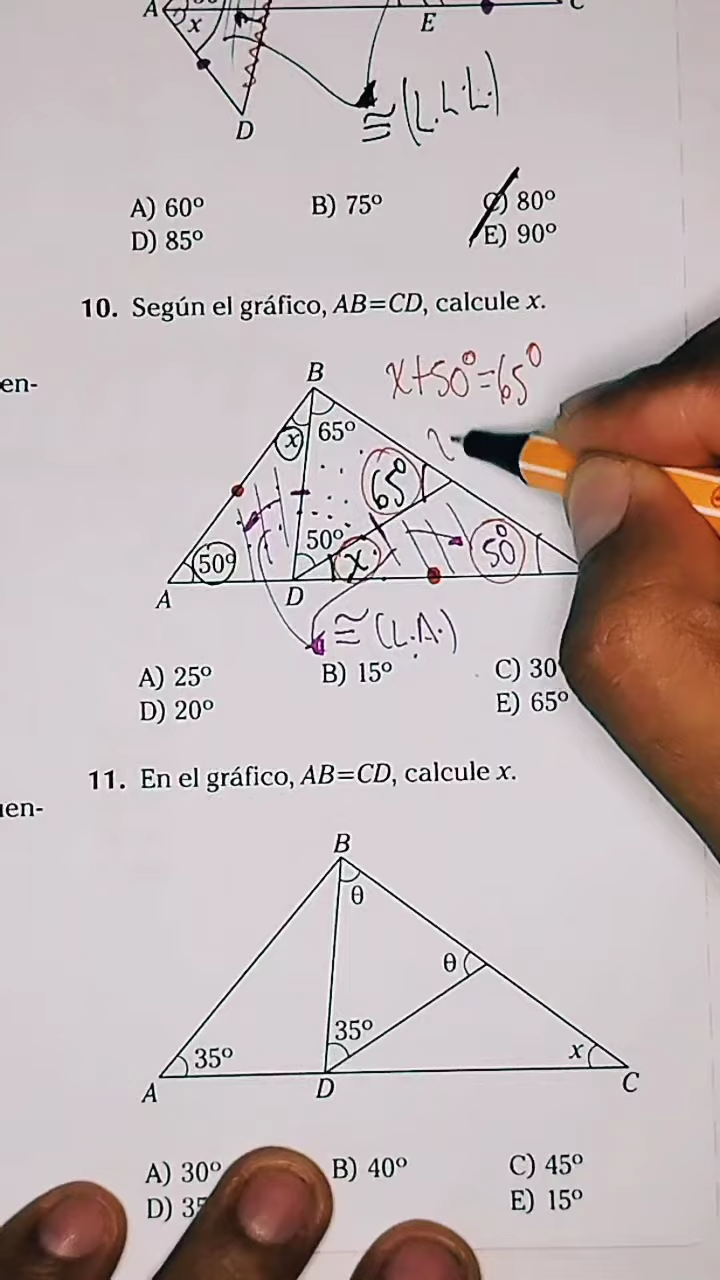 A x E C
D
≅ (L.L.L.)
A) 60° B) 75° C) 80°
D) 85° E) 90°
10. Según el gráfico, AB=CD, calcule x.
en-
B x+50°=65°
x 65° 65°
50° 50° x 50°
A D
≅ (L.A.)
A) 25° B) 15° C) 30
D) 20° E) 65°
11. En el gráfico, AB=CD, calcule x.
en-
B
θ
θ
35° 35° x
A D C
A) 30° B) 40° C) 45°
D) 35 E) 15°